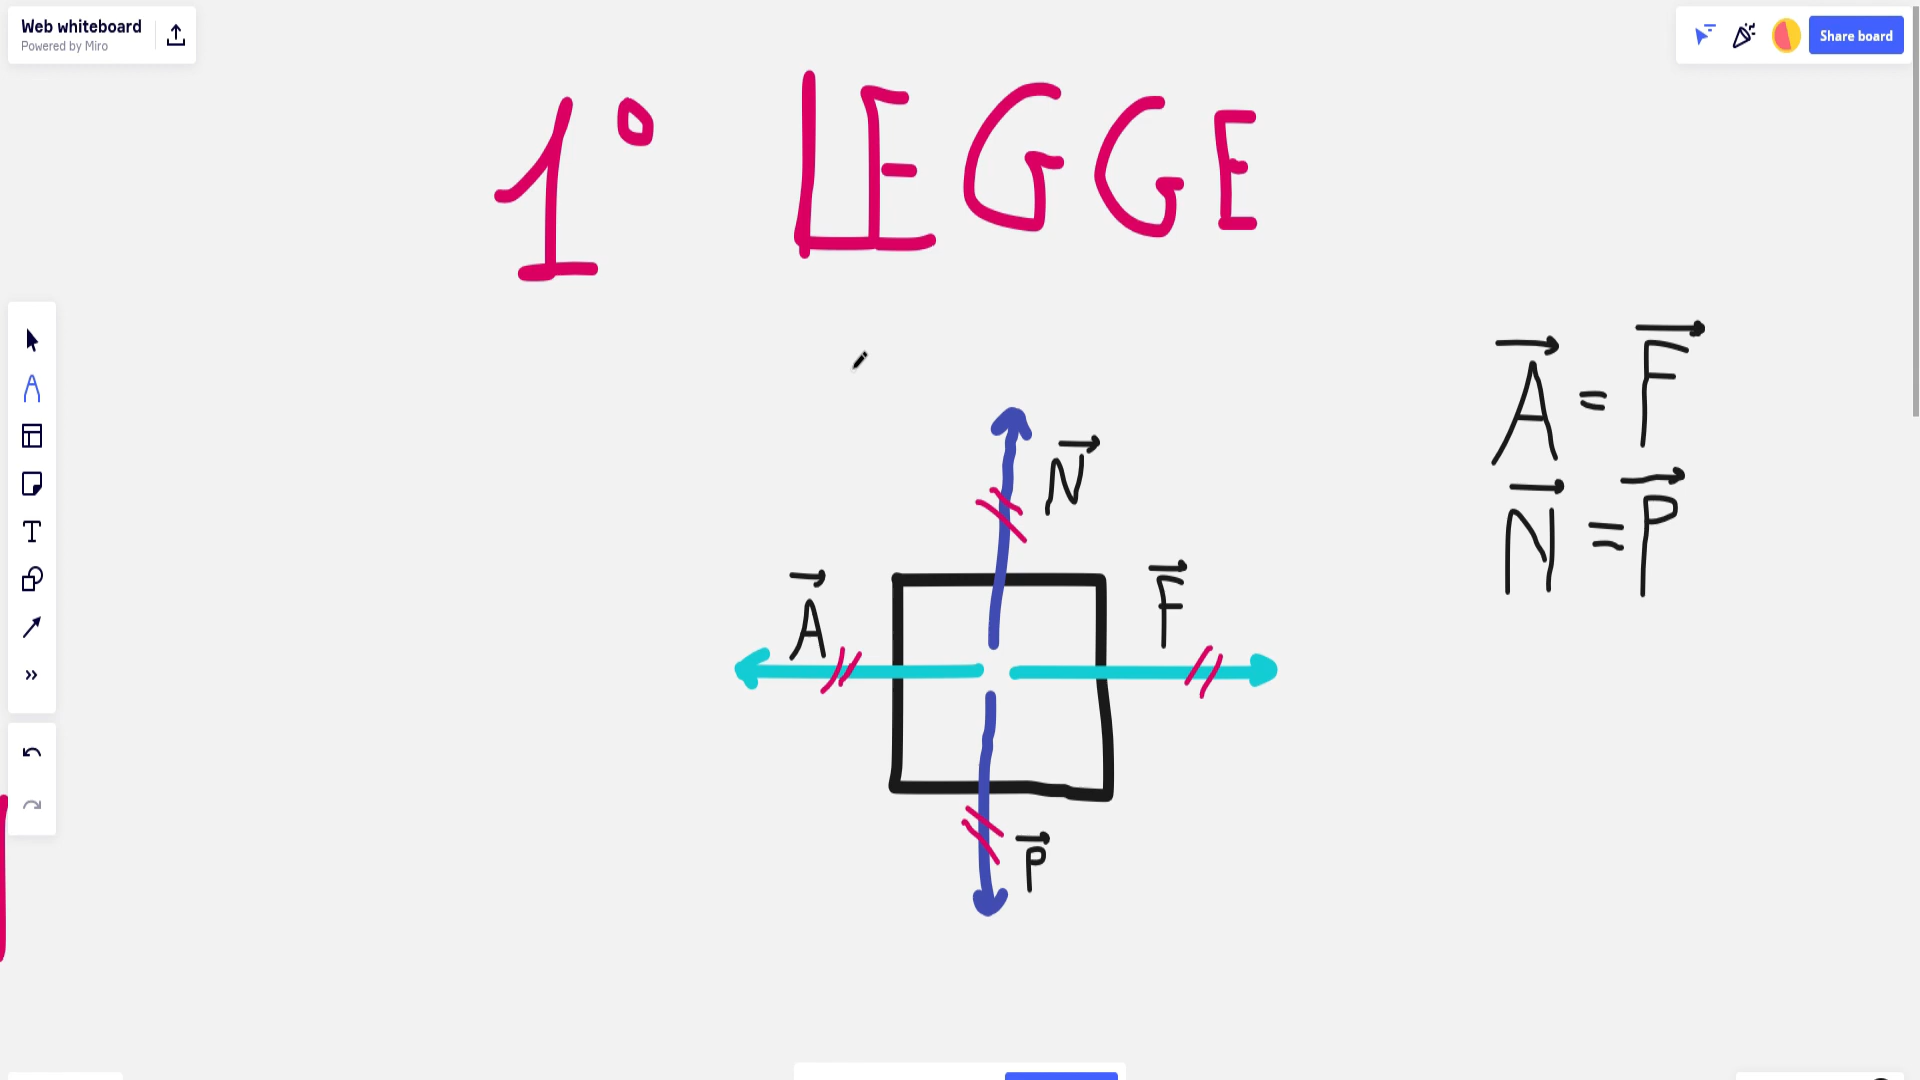 Web whiteboard
Powered by Miro
Share board
1° LEGGE
A⃗ = F⃗
N⃗ = P⃗
N⃗
A⃗
F⃗
P⃗
T